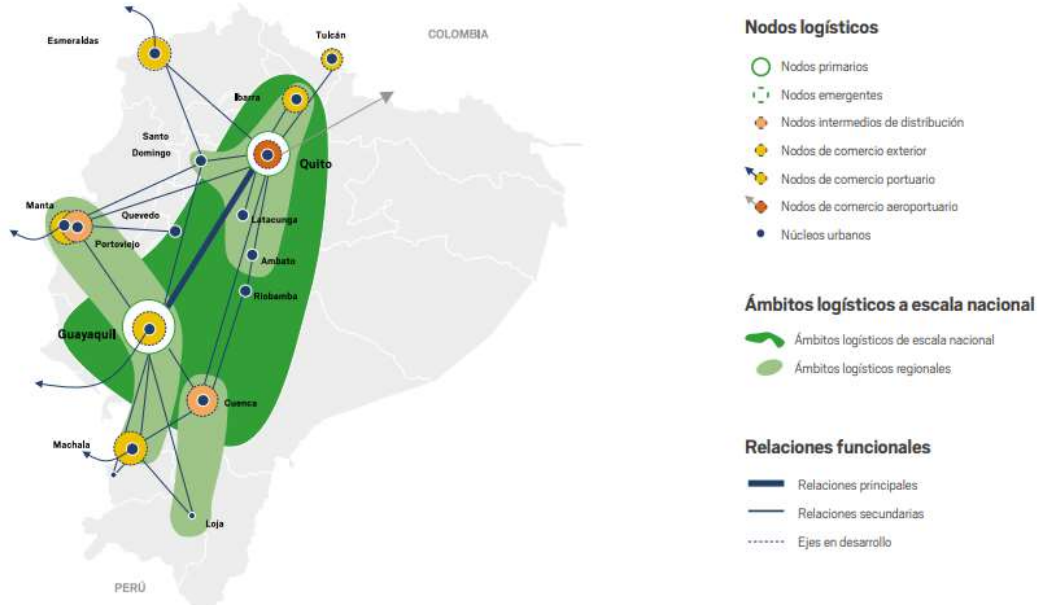 Esmeraldas
Tulcán
COLOMBIA
Ibarra
Santo
Domingo
Quito
Manta
Quevedo
Latacunga
Portoviejo
Ambato
Riobamba
Guayaquil
Cuenca
Machala
Loja
PERÚ
Nodos logísticos
Nodos primarios
Nodos emergentes
Nodos intermedios de distribución
Nodos de comercio exterior
Nodos de comercio portuario
Nodos de comercio aeroportuario
Núcleos urbanos
Ámbitos logísticos a escala nacional
Ámbitos logísticos de escala nacional
Ámbitos logísticos regionales
Relaciones funcionales
Relaciones principales
Relaciones secundarias
Ejes en desarrollo